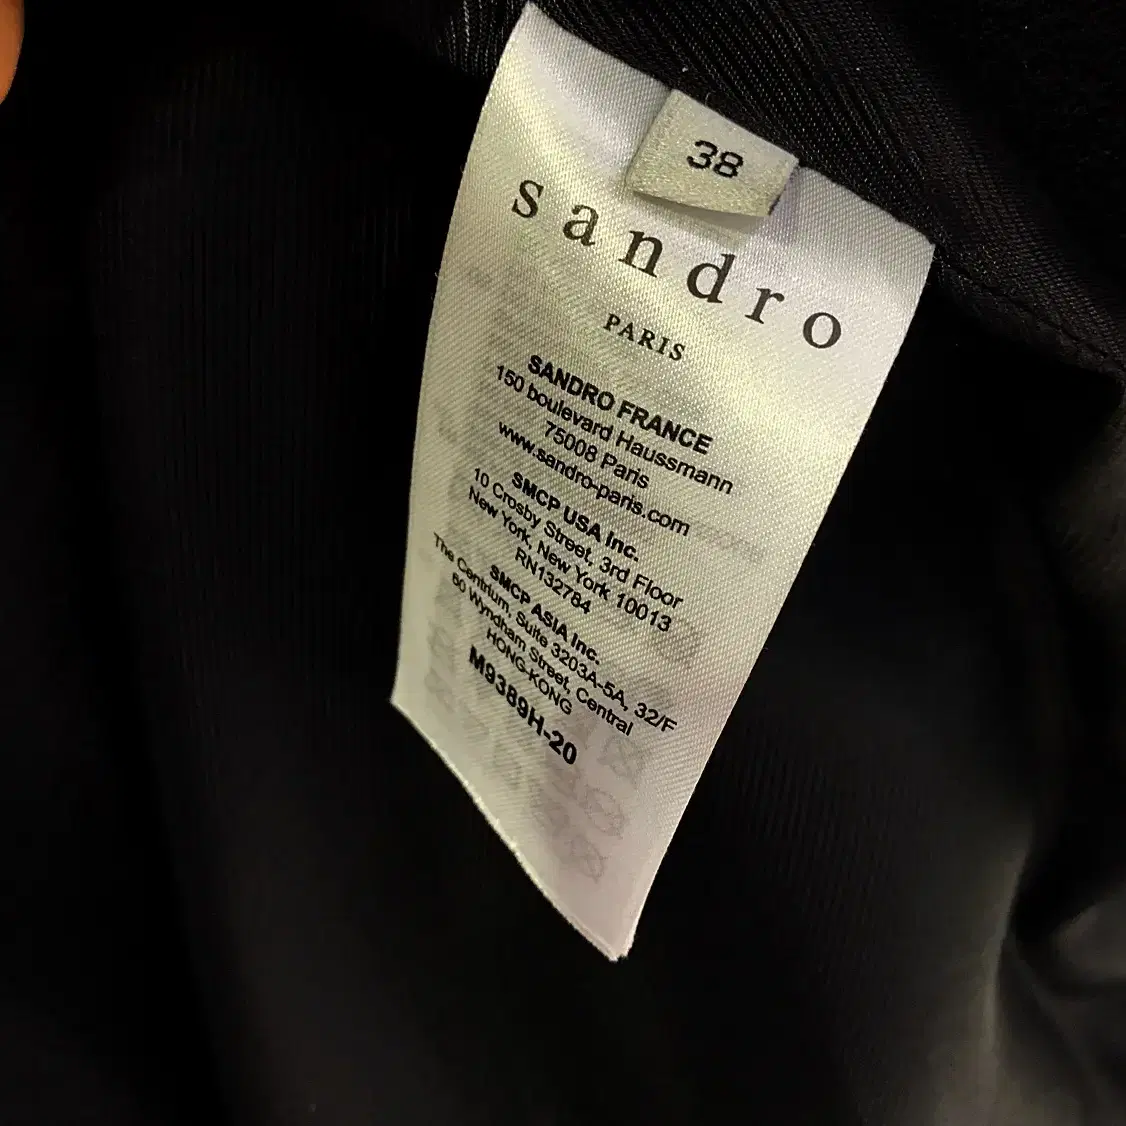 38
sandro
PARIS
SANDRO FRANCE
150 boulevard Haussmann
75008 Paris
www.sandro-paris.com
SMCP USA Inc.
10 Crosby Street, 3rd Floor
New York, New York 10013
RN132784
SMCP ASIA Inc.
The Centrium, Suite 3203A-5A, 32/F
60 Wyndham Street, Central
HONG-KONG
M9389H-20